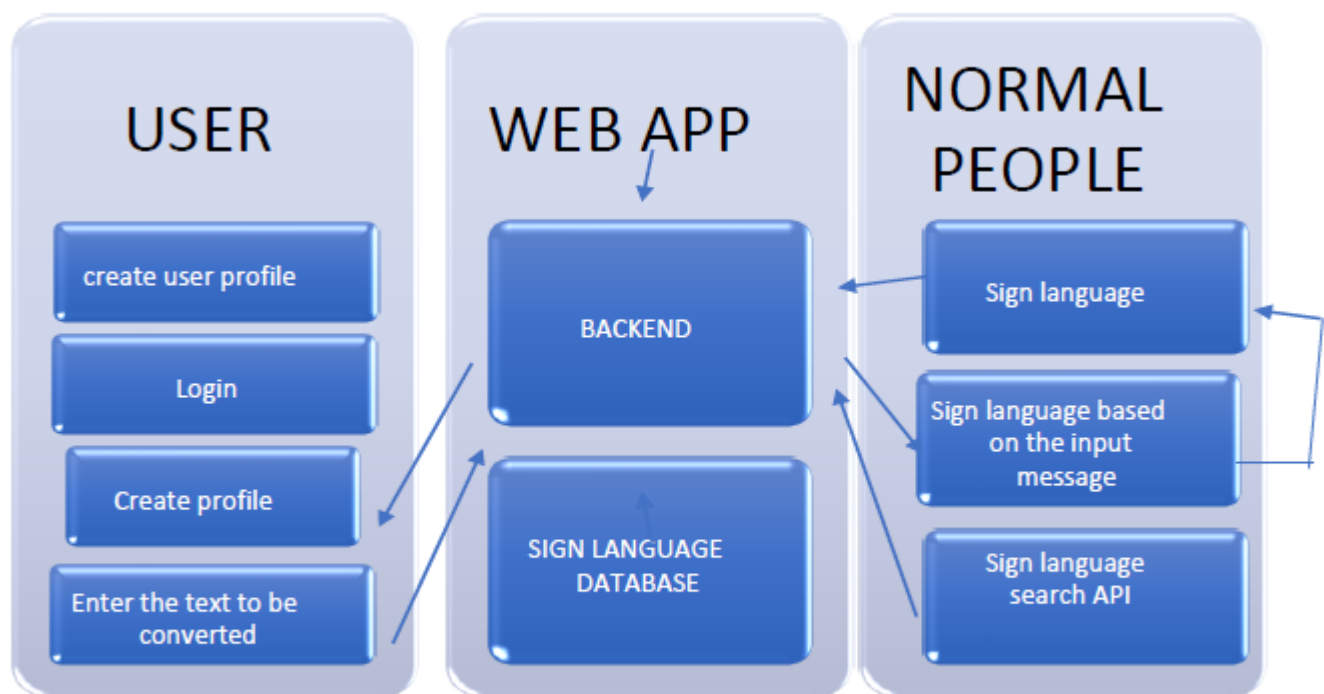 USER
create user profile
Login
Create profile
Enter the text to be
converted
WEB APP
BACKEND
SIGN LANGUAGE
DATABASE
NORMAL
PEOPLE
Sign language
Sign language based
on the input
message
Sign language
search API